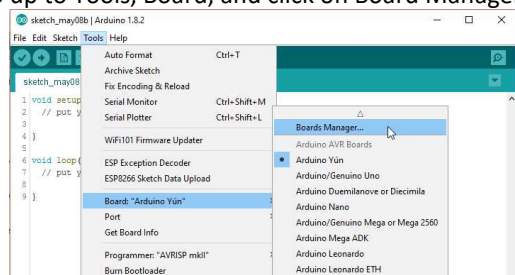 up to Tools, Board, and click on Board Manage
sketch_may08b | Arduino 1.8.2
File Edit Sketch Tools Help
sketch_may08
1 void setup
2 // put y
3
4 }
5
6 void loop(
7 // put y
8
9 }
Auto Format Ctrl+T
Archive Sketch
Fix Encoding & Reload
Serial Monitor Ctrl+Shift+M
Serial Plotter Ctrl+Shift+L
WiFi101 Firmware Updater
ESP Exception Decoder
ESP8266 Sketch Data Upload
Board: "Arduino Yún"
Port
Get Board Info
Programmer: "AVRISP mkII"
Burn Bootloader
Boards Manager...
Arduino AVR Boards
Arduino Yún
Arduino/Genuino Uno
Arduino Duemilanove or Diecimila
Arduino Nano
Arduino/Genuino Mega or Mega 2560
Arduino Mega ADK
Arduino Leonardo
Arduino Leonardo ETH